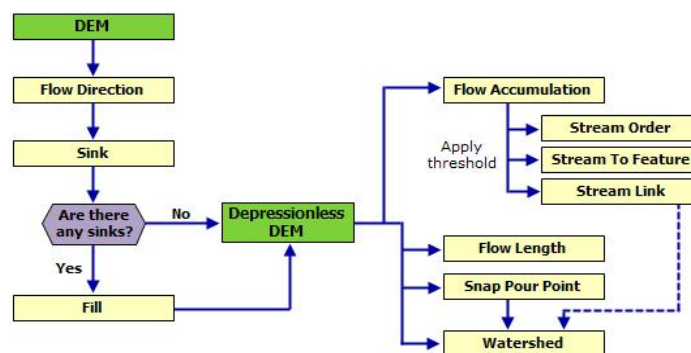 DEM
Flow Direction
Sink
Are there
any sinks?
No
Yes
Fill
Depressionless
DEM
Flow Accumulation
Apply
threshold
Stream Order
Stream To Feature
Stream Link
Flow Length
Snap Pour Point
Watershed